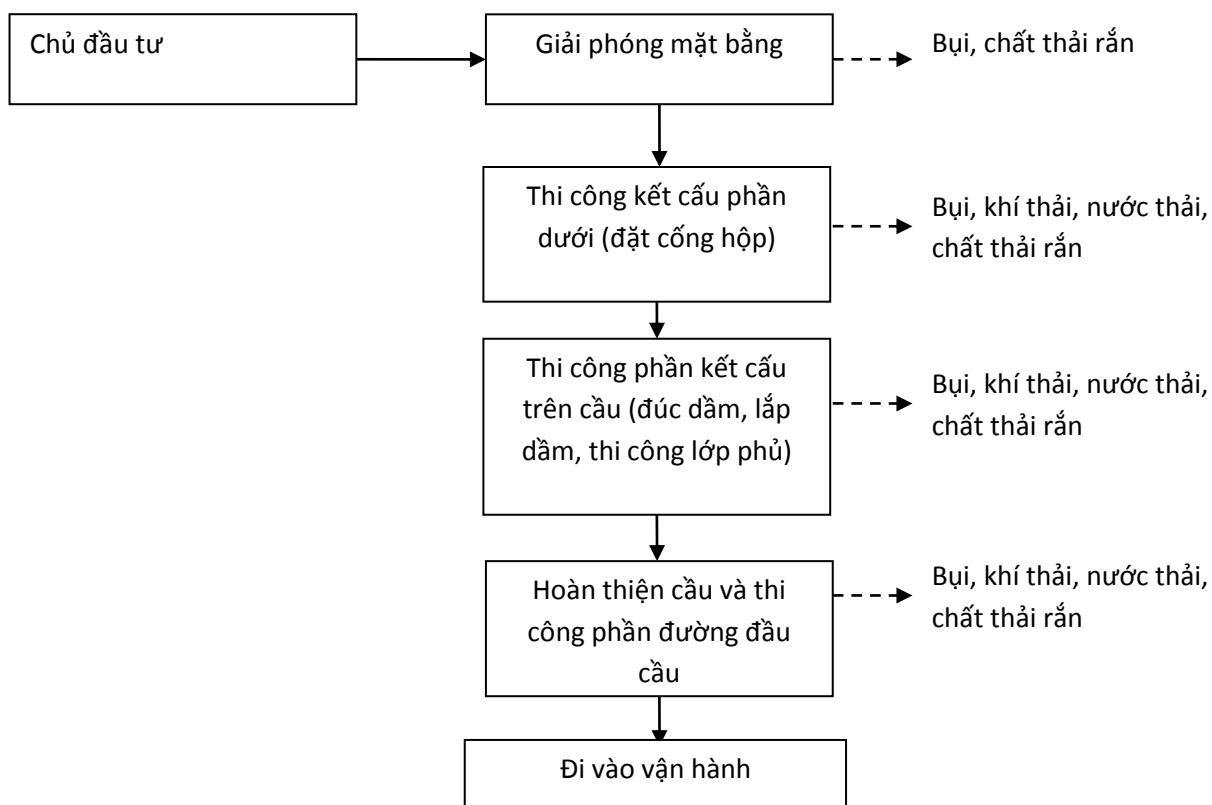 Chủ đầu tư
Giải phóng mặt bằng
Bụi, chất thải rắn
Thi công kết cấu phần
dưới (đặt cống hộp)
Bụi, khí thải, nước thải,
chất thải rắn
Thi công phần kết cấu
trên cầu (đúc dầm, lắp
dầm, thi công lớp phủ)
Bụi, khí thải, nước thải,
chất thải rắn
Hoàn thiện cầu và thi
công phần đường đầu
cầu
Bụi, khí thải, nước thải,
chất thải rắn
Đi vào vận hành